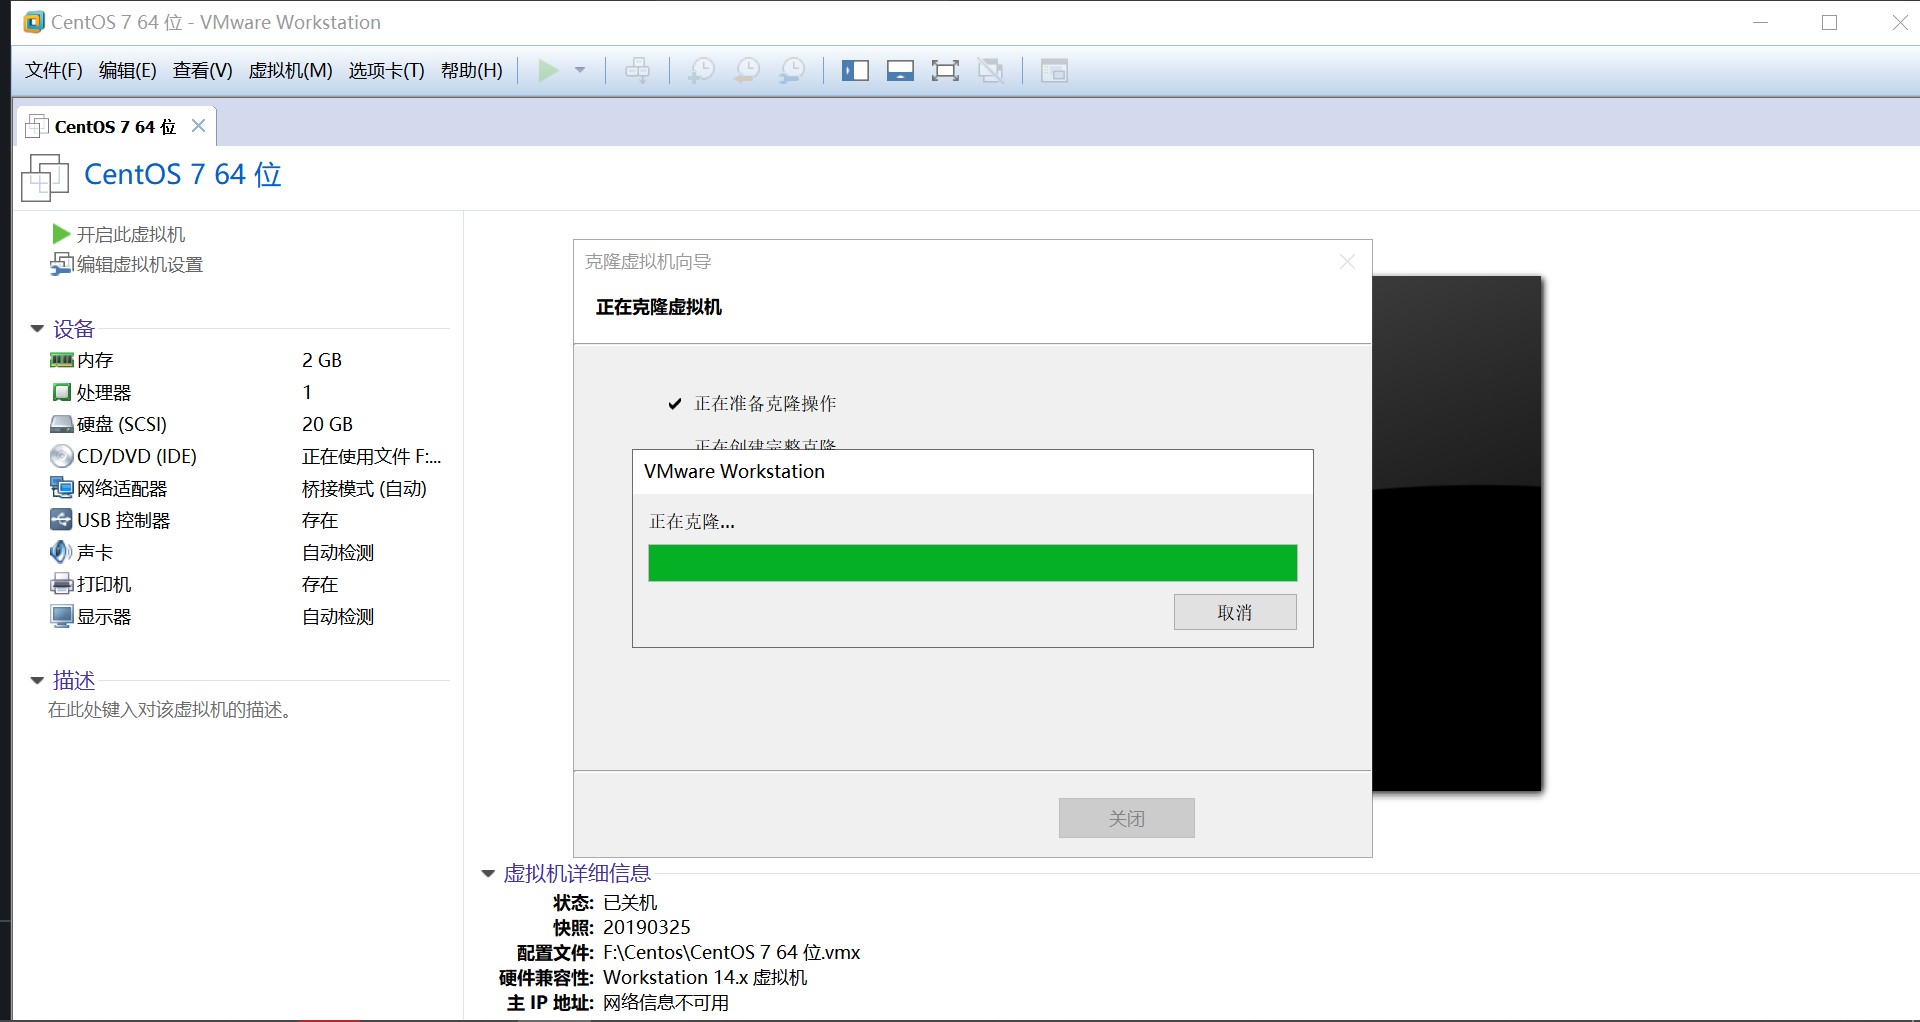 CentOS 7 64 位 - VMware Workstation
文件(F) 编辑(E) 查看(V) 虚拟机(M) 选项卡(T) 帮助(H)
CentOS 7 64 位
CentOS 7 64 位
开启此虚拟机
编辑虚拟机设置
设备
内存 2 GB
处理器 1
硬盘 (SCSI) 20 GB
CD/DVD (IDE) 正在使用文件 F:...
网络适配器 桥接模式 (自动)
USB 控制器 存在
声卡 自动检测
打印机 存在
显示器 自动检测
描述
在此处键入对该虚拟机的描述。
克隆虚拟机向导
正在克隆虚拟机
正在准备克隆操作
正在创建完整克隆
VMware Workstation
正在克隆...
取消
关闭
虚拟机详细信息
状态: 已关机
快照: 20190325
配置文件: F:\Centos\CentOS 7 64 位.vmx
硬件兼容性: Workstation 14.x 虚拟机
主 IP 地址: 网络信息不可用